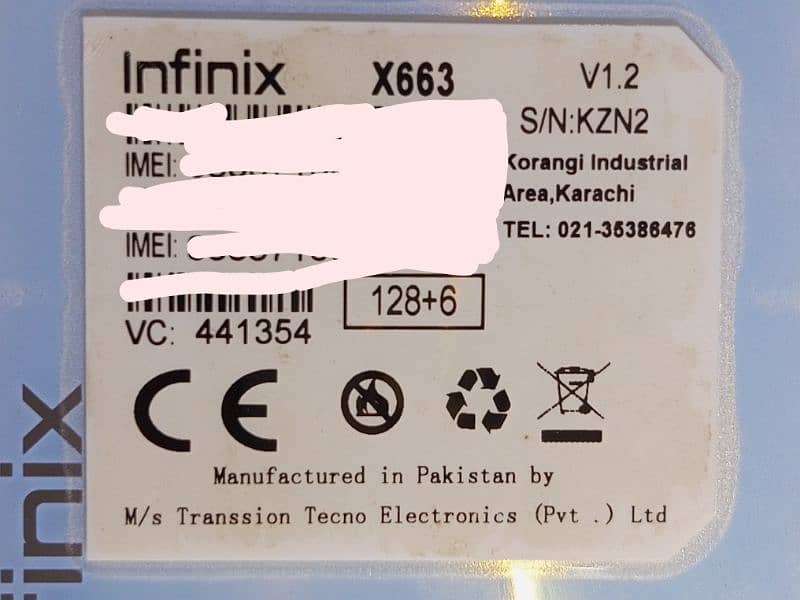 Infinix X663 V1.2
S/N:KZN2
IMEI:
Korangi Industrial
Area,Karachi
TEL: 021-35386476
IMEI:
128+6
VC: 441354
CE
Manufactured in Pakistan by
M/s Transsion Tecno Electronics (Pvt .) Ltd
finix